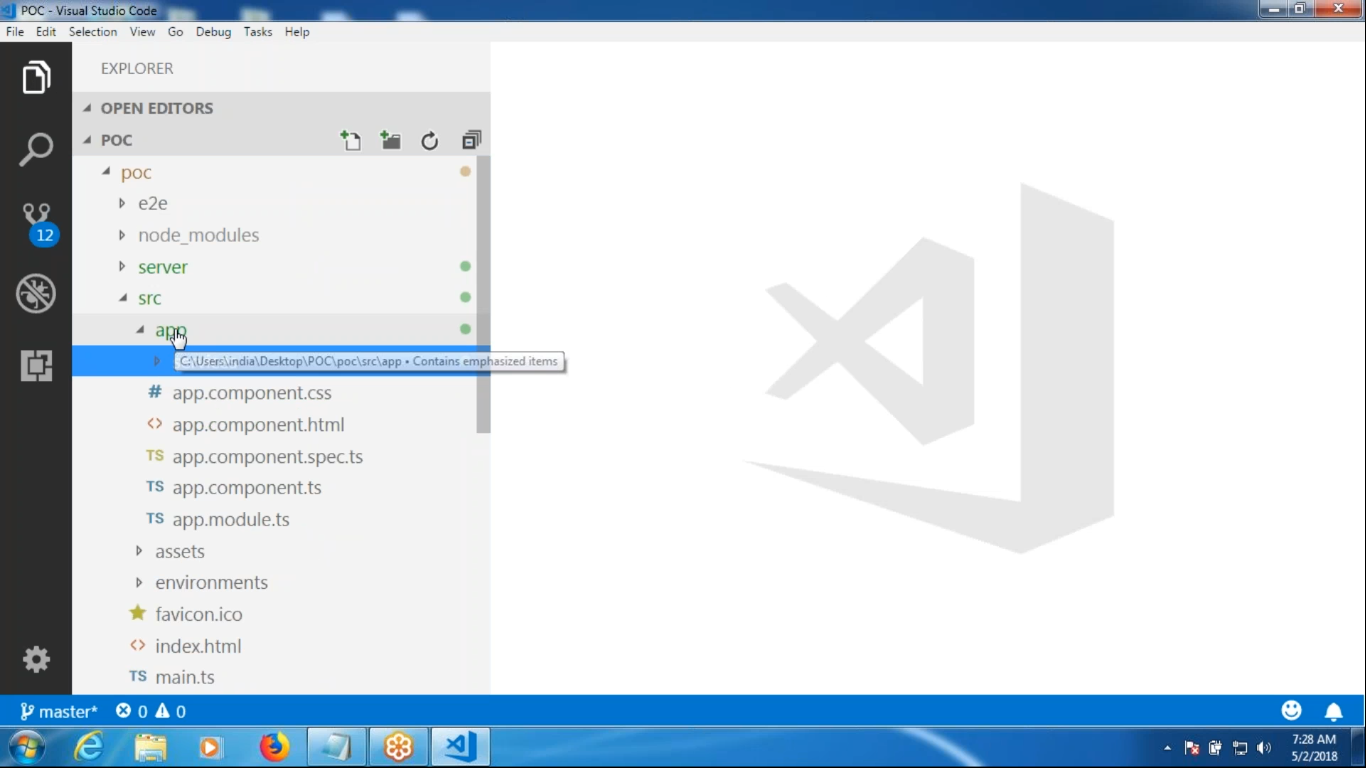 POC - Visual Studio Code
File Edit Selection View Go Debug Tasks Help
EXPLORER
OPEN EDITORS
POC
poc
e2e
node_modules
12
server
src
app
C:\Users\india\Desktop\POC\poc\src\app • Contains emphasized items
# app.component.css
<> app.component.html
TS app.component.spec.ts
TS app.component.ts
TS app.module.ts
assets
environments
favicon.ico
<> index.html
TS main.ts
master* 0 0
7:28 AM
5/2/2018